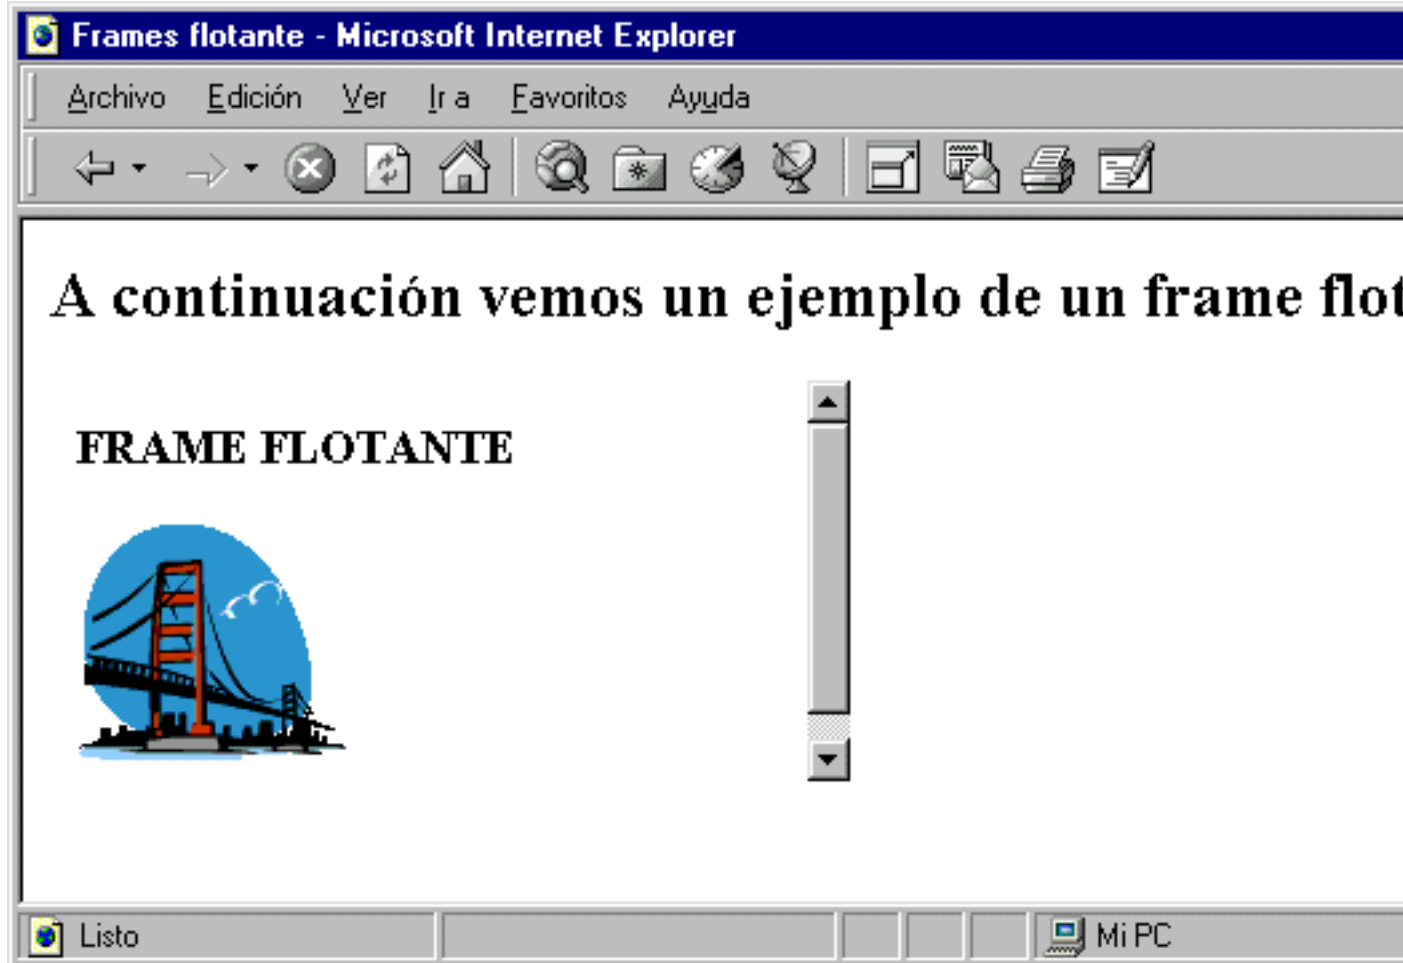 Frames flotante - Microsoft Internet Explorer
Archivo Edición Ver Ir a Favoritos Ayuda
A continuación vemos un ejemplo de un frame flot
FRAME FLOTANTE
Listo Mi PC